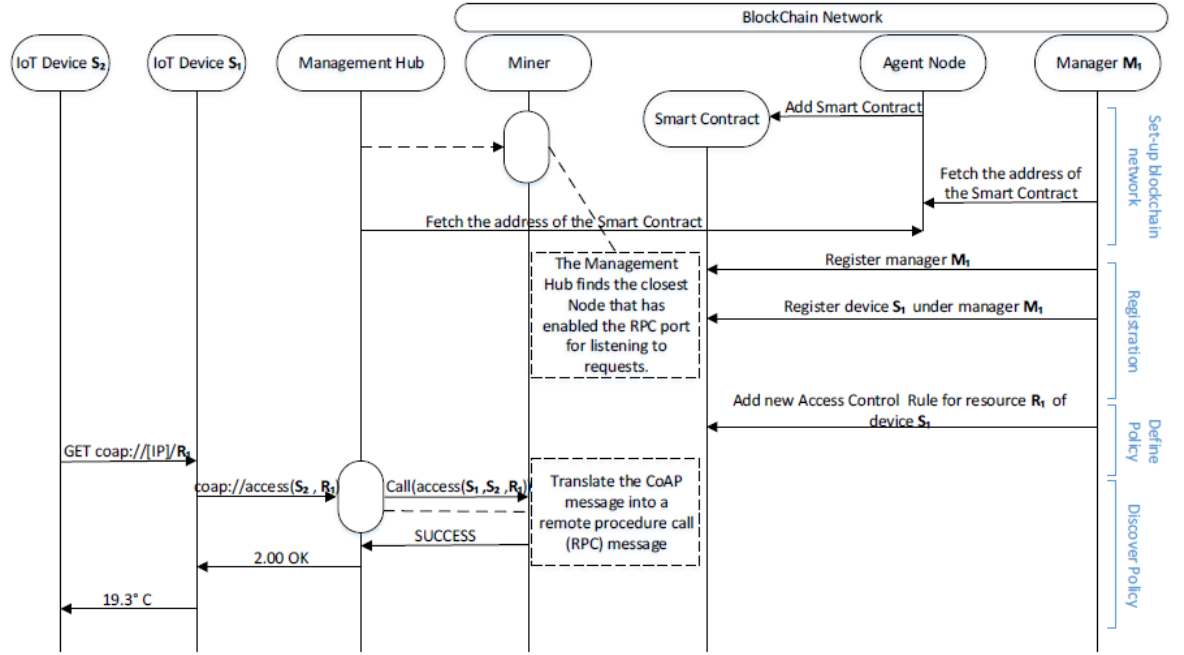 BlockChain Network
IoT Device S₂
IoT Device S₁
Management Hub
Miner
Agent Node
Manager M₁
Smart Contract
Add Smart Contract
Set-up blockchain
network
Fetch the address of
the Smart Contract
Fetch the address of the Smart Contract
The Management
Hub finds the closest
Node that has
enabled the RPC port
for listening to
requests.
Register manager M₁
Register device S₁ under manager M₁
Registration
Add new Access Control Rule for resource R₁ of
device S₁
Define
Policy
GET coap://[IP]/R₁
coap://access(S₂ , R₁)
Call(access(S₁ ,S₂ ,R₁)
Translate the CoAP
message into a
remote procedure call
(RPC) message
SUCCESS
2.00 OK
19.3° C
Discover Policy